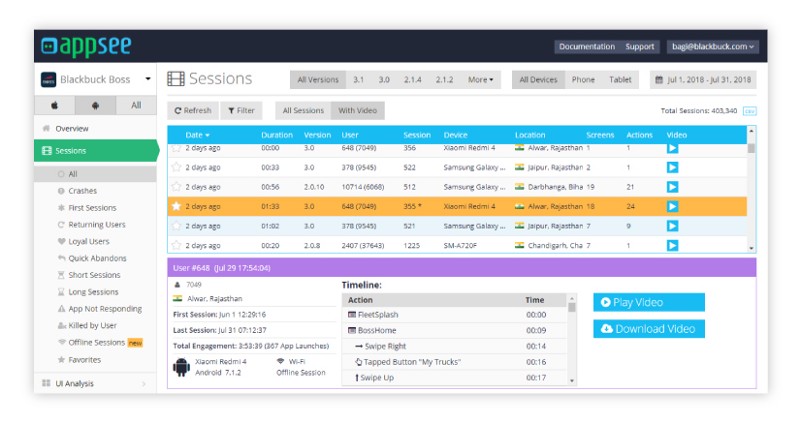 appsee
Documentation Support bagi@blackbuck.com
Blackbuck Boss
Sessions
All Versions 3.1 3.0 2.1.4 2.1.2 More
All Devices Phone Tablet
Jul 1, 2018 - Jul 31, 2018
All
Refresh Filter All Sessions With Video
Total Sessions: 403,340
Overview
Sessions
All
Crashes
First Sessions
Returning Users
Loyal Users
Quick Abandons
Short Sessions
Long Sessions
App Not Responding
Killed by User
Offline Sessions new
Favorites
UI Analysis
Date Duration Version User Session Device Location Screens Actions Video
2 days ago 00:00 3.0 648 (7049) 356 Xiaomi Redmi 4 Alwar, Rajasthan 1 1
2 days ago 00:33 3.0 378 (9545) 522 Samsung Galaxy ... Jaipur, Rajasthan 2 1
2 days ago 00:56 2.0.10 10714 (6068) 512 Samsung Galaxy ... Darbhanga, Biha 19 21
2 days ago 01:33 3.0 648 (7049) 355 * Xiaomi Redmi 4 Alwar, Rajasthan 18 24
2 days ago 01:02 3.0 378 (9545) 521 Samsung Galaxy ... Jaipur, Rajasthan 7 9
2 days ago 00:20 2.0.8 2407 (37643) 1225 SM-A720F Chandigarh, Cha 7 1
User #648 (Jul 29 17:54:04)
7049
Alwar, Rajasthan
First Session: Jun 1 12:29:16
Last Session: Jul 31 07:12:37
Total Engagement: 3:53:39 (367 App Launches)
Xiaomi Redmi 4 Wi-Fi
Android 7.1.2 Offline Session
Timeline:
Action Time
FleetSplash 00:00
BossHome 00:09
Swipe Right 00:14
Tapped Button "My Trucks" 00:16
Swipe Up 00:17
Play Video
Download Video